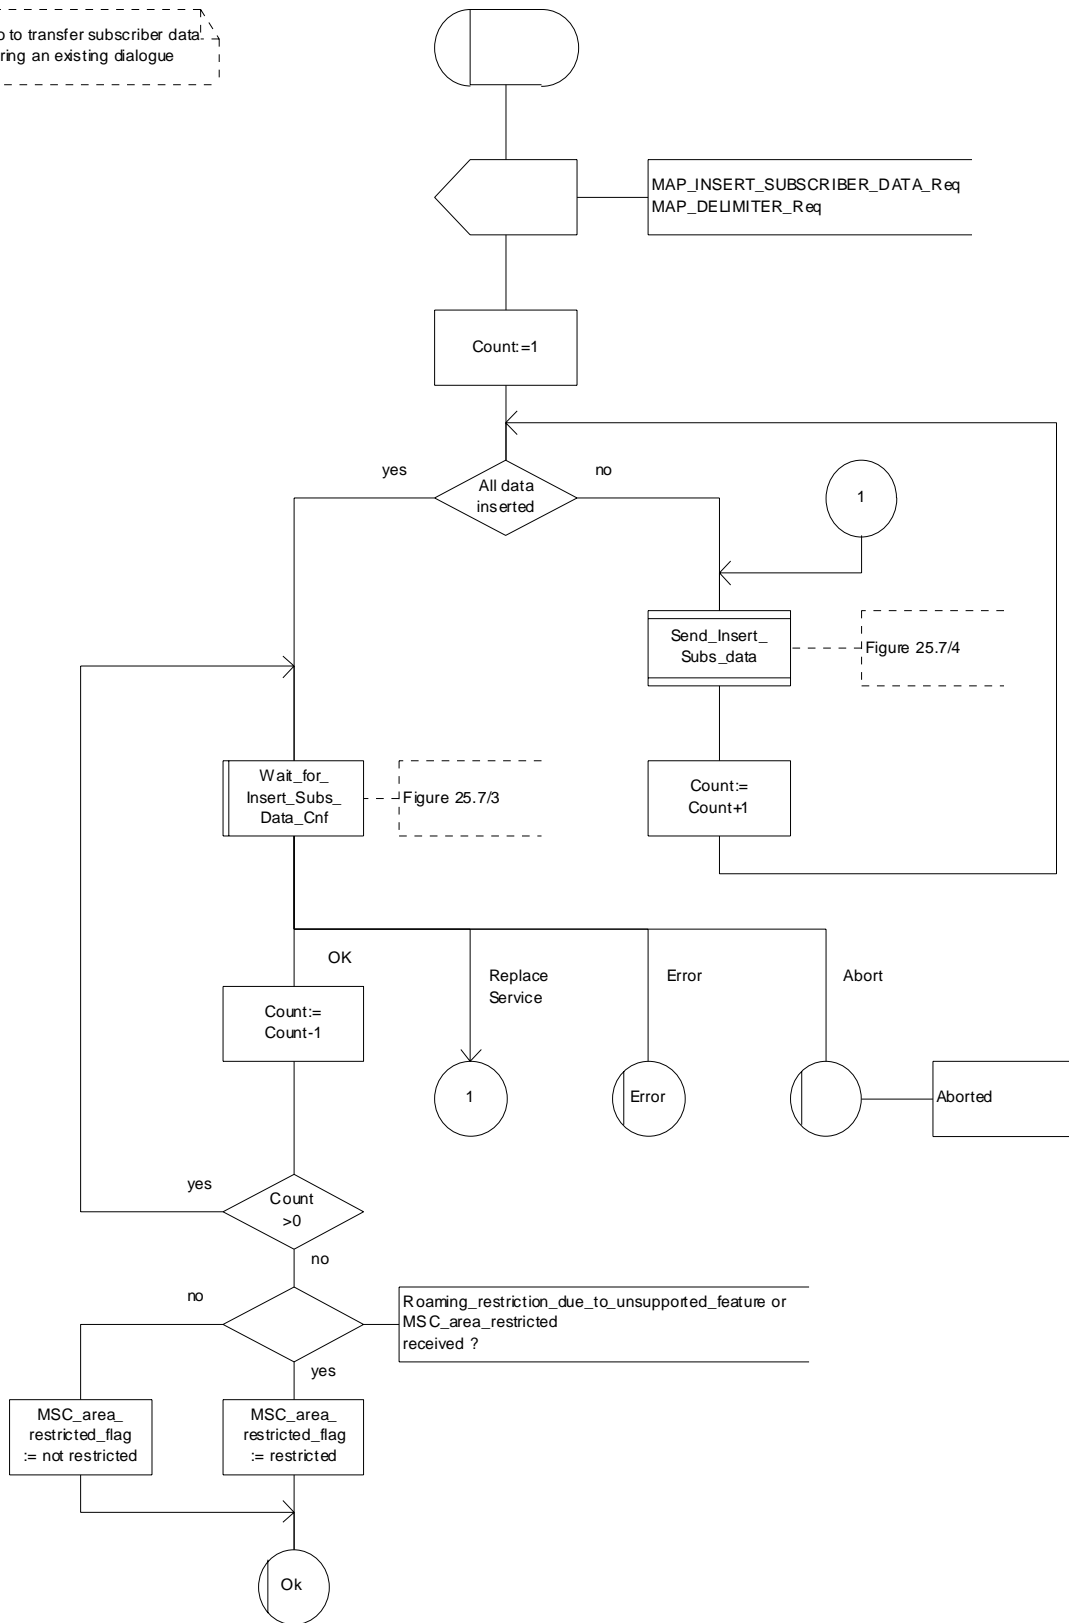 to transfer subscriber data
an existing dialogue
MAP_INSERT_SUBSCRIBER_DATA_Req
MAP_DELIMITER_Req
Count:=1
yes
no
All data
inserted
1
Send_Insert_
Subs_data
Figure 25.7/4
Wait_for_
Insert_Subs_
Data_Cnf
Figure 25.7/3
Count:=
Count+1
OK
Replace
Service
Error
Abort
Count:=
Count-1
1
Error
Aborted
yes
Count
>0
no
no
Roaming_restriction_due_to_unsupported_feature or
MSC_area_restricted
received ?
yes
MSC_area_
restricted_flag
:= not restricted
MSC_area_
restricted_flag
:= restricted
Ok